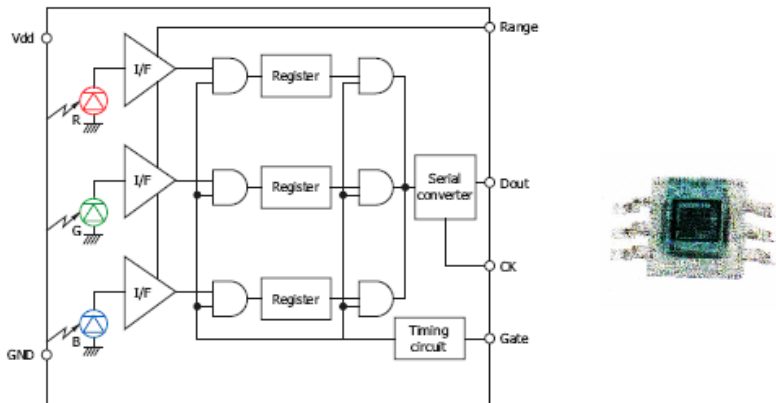 Vdd
Range
I/F
Register
R
I/F
Register
Serial
converter
Dout
G
CK
I/F
Register
Timing
circuit
Gate
B
GND